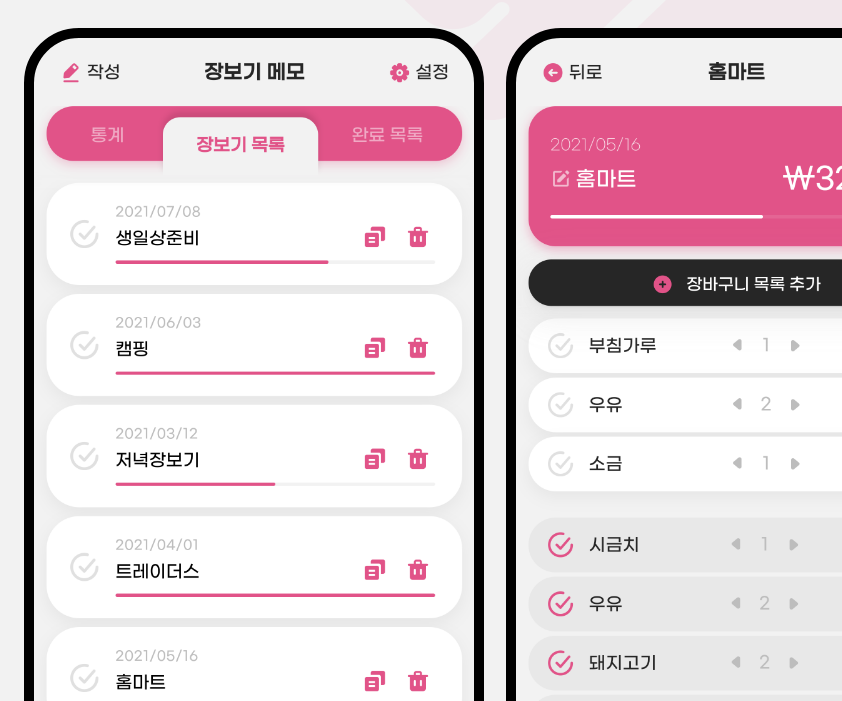 작성
장보기 메모
설정
통계
장보기 목록
완료 목록
2021/07/08
생일상준비
2021/06/03
캠핑
2021/03/12
저녁장보기
2021/04/01
트레이더스
2021/05/16
홈마트
뒤로
홈마트
2021/05/16
홈마트
₩32
장바구니 목록 추가
부침가루 1
우유 2
소금 1
시금치 1
우유 2
돼지고기 2